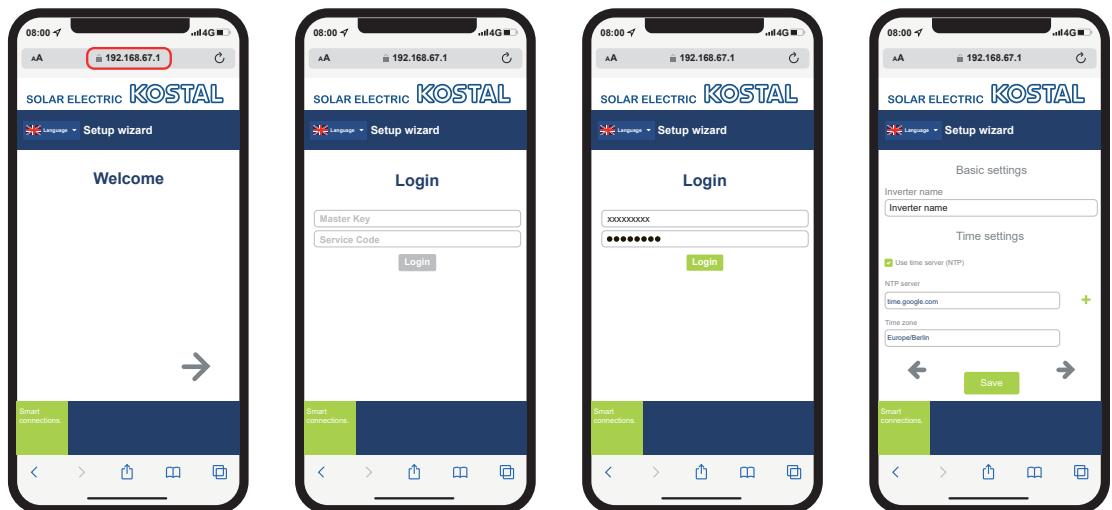 08:00 4G
AA 192.168.67.1
SOLAR ELECTRIC KOSTAL
Language Setup wizard
Welcome
Smart
connections.
08:00 4G
AA 192.168.67.1
SOLAR ELECTRIC KOSTAL
Language Setup wizard
Login
Master Key
Service Code
Login
Smart
connections.
08:00 4G
AA 192.168.67.1
SOLAR ELECTRIC KOSTAL
Language Setup wizard
Login
xxxxxxxxx
●●●●●●●●
Login
Smart
connections.
08:00 4G
AA 192.168.67.1
SOLAR ELECTRIC KOSTAL
Language Setup wizard
Basic settings
Inverter name
Inverter name
Time settings
Use time server (NTP)
NTP server
time.google.com +
Time zone
Europe/Berlin
Save
Smart
connections.